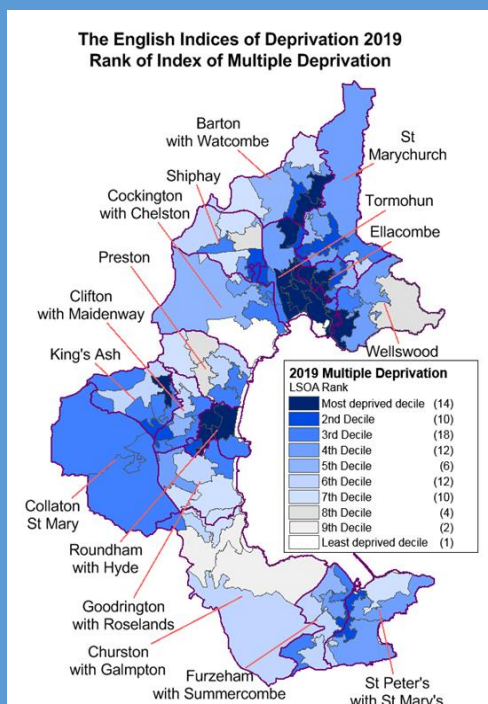 The English Indices of Deprivation 2019
Rank of Index of Multiple Deprivation
Barton
with Watcombe
St
Marychurch
Shiphay
Tormohun
Cockington
with Chelston
Ellacombe
Preston
Clifton
with Maidenway
King's Ash
Wellswood
2019 Multiple Deprivation
LSOA Rank
Most deprived decile (14)
2nd Decile (10)
3rd Decile (18)
4th Decile (12)
5th Decile (6)
6th Decile (12)
7th Decile (10)
8th Decile (4)
9th Decile (2)
Least deprived decile (1)
Collaton
St Mary
Roundham
with Hyde
Goodrington
with Roselands
Churston
with Galmpton
Furzeham
with Summercombe
St Peter's
with St Mary's